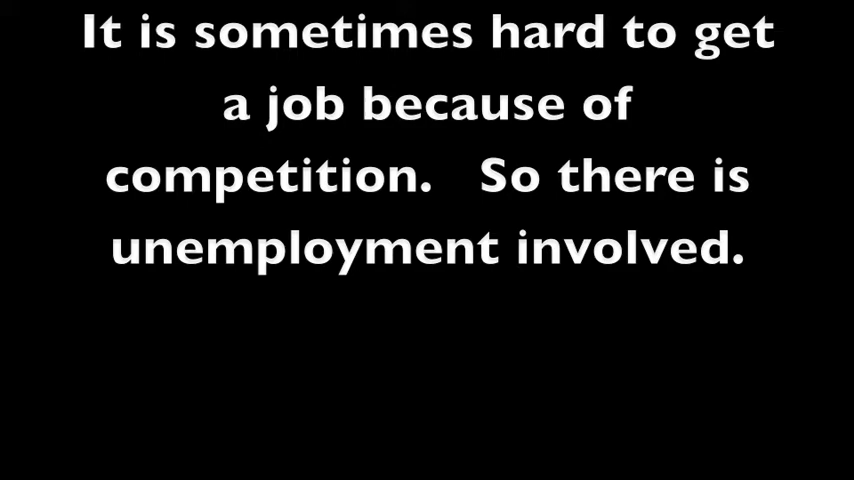 It is sometimes hard to get
a job because of
competition.   So there is
unemployment involved.